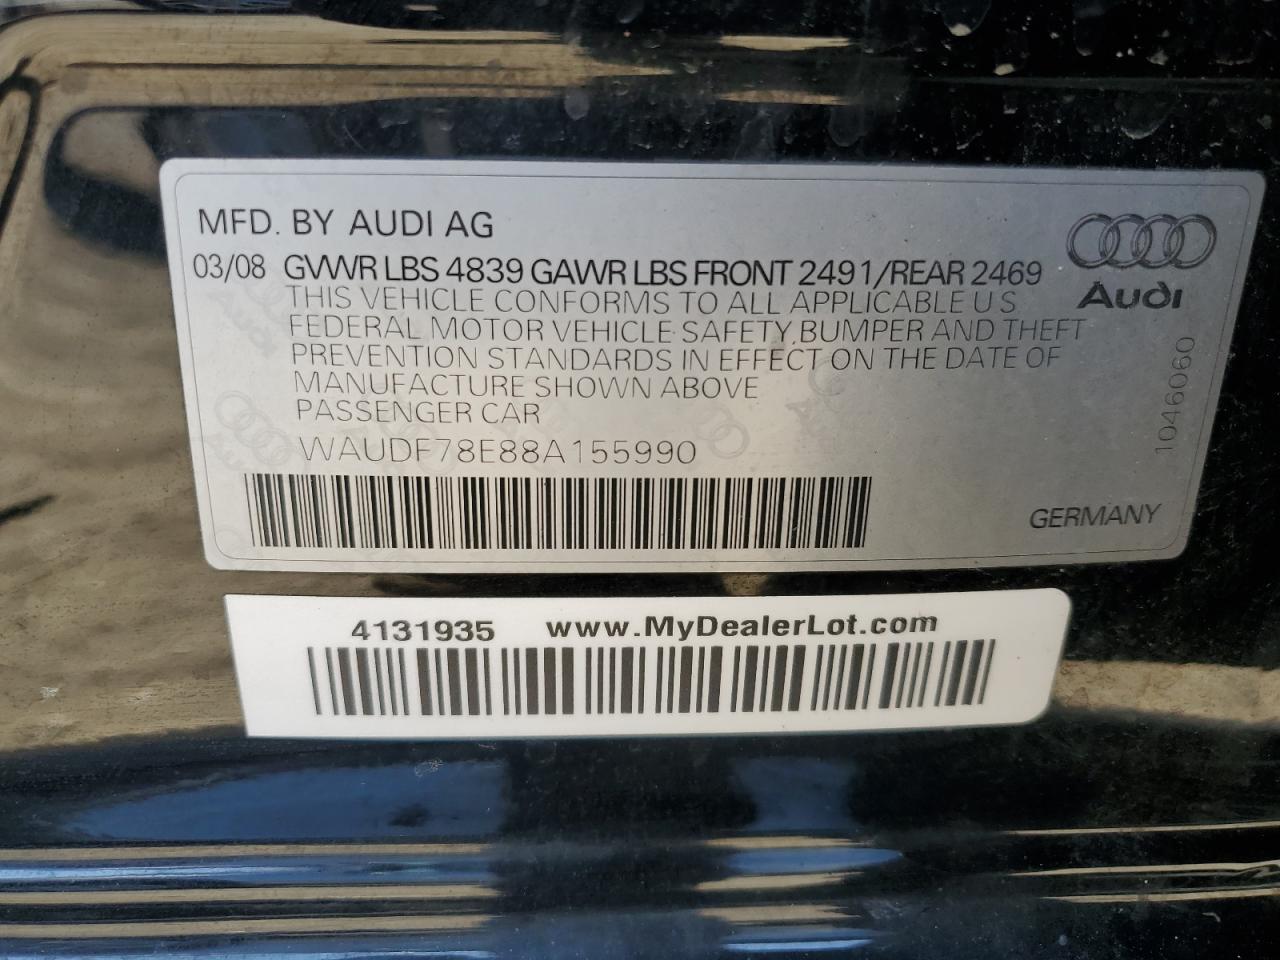 MFD. BY AUDI AG
03/08 GVWR LBS 4839 GAWR LBS FRONT 2491/REAR 2469
THIS VEHICLE CONFORMS TO ALL APPLICABLE U S
FEDERAL MOTOR VEHICLE SAFETY, BUMPER AND THEFT
PREVENTION STANDARDS IN EFFECT ON THE DATE OF
MANUFACTURE SHOWN ABOVE
PASSENGER CAR
WAUDF78E88A155990
Audi
1046060
GERMANY
4131935 www.MyDealerLot.com